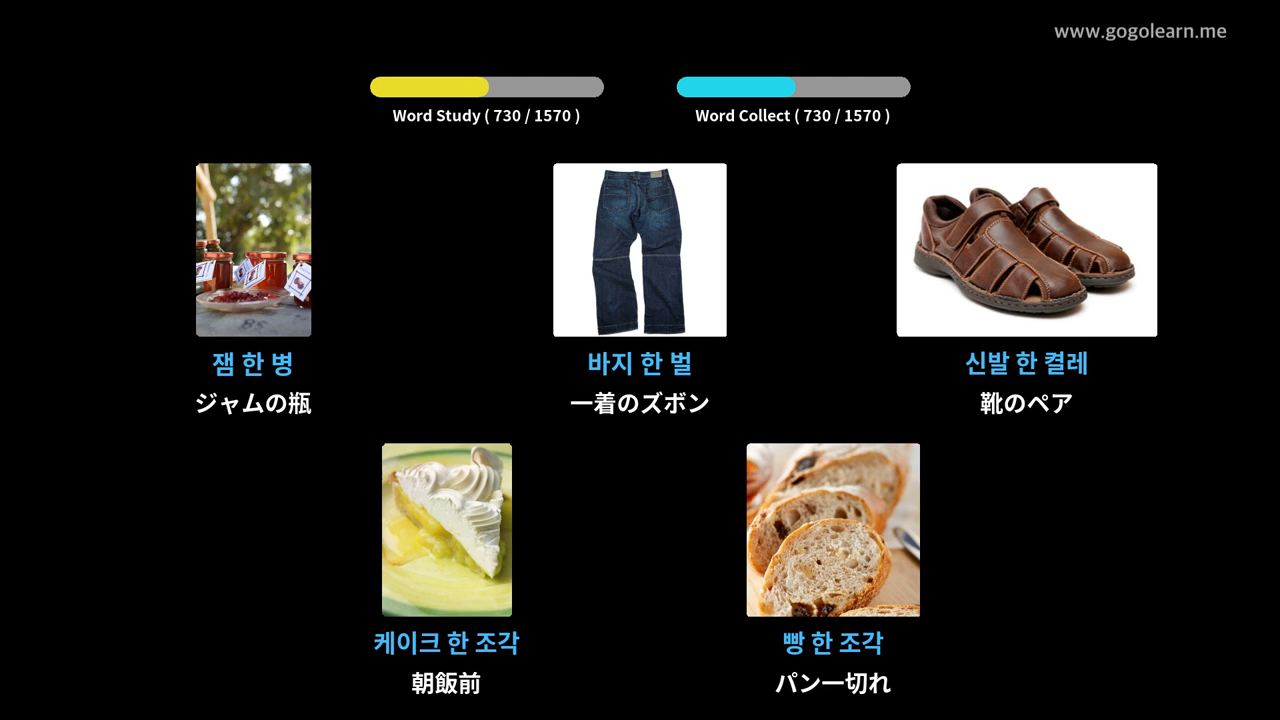 www.gogolearn.me
Word Study ( 730 / 1570 )
Word Collect ( 730 / 1570 )
잼 한 병
ジャムの瓶
바지 한 벌
一着のズボン
신발 한 켤레
靴のペア
케이크 한 조각
朝飯前
빵 한 조각
パン一切れ